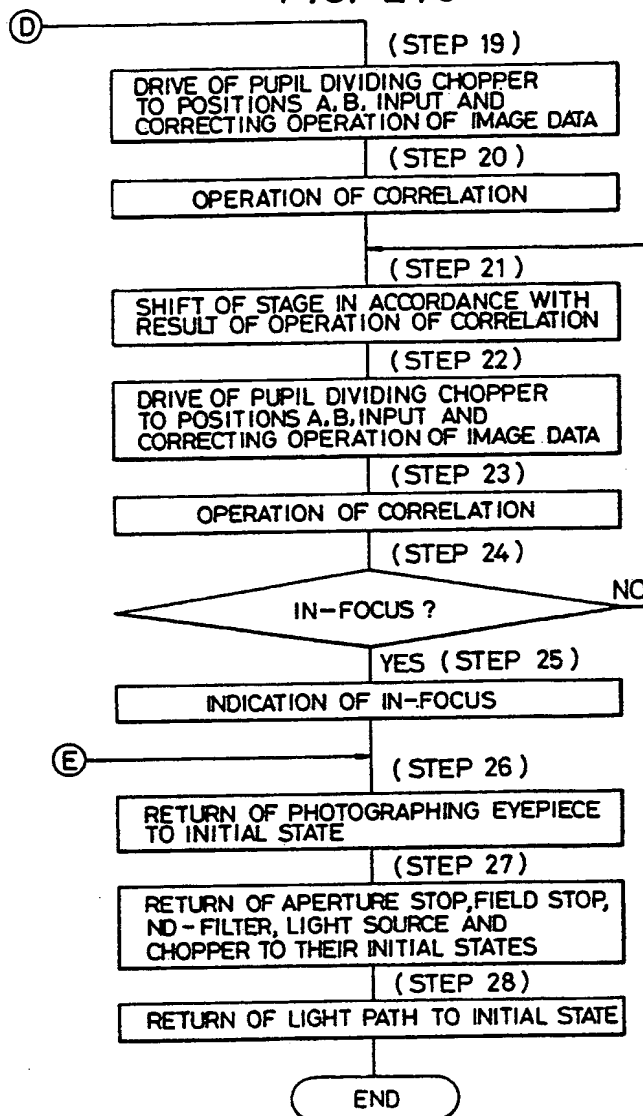 D
(STEP 19)
DRIVE OF PUPIL DIVIDING CHOPPER
TO POSITIONS A, B, INPUT AND
CORRECTING OPERATION OF IMAGE DATA
(STEP 20)
OPERATION OF CORRELATION
(STEP 21)
SHIFT OF STAGE IN ACCORDANCE WITH
RESULT OF OPERATION OF CORRELATION
(STEP 22)
DRIVE OF PUPIL DIVIDING CHOPPER
TO POSITIONS A, B, INPUT AND
CORRECTING OPERATION OF IMAGE DATA
(STEP 23)
OPERATION OF CORRELATION
(STEP 24)
IN-FOCUS ?
NO
YES (STEP 25)
INDICATION OF IN-FOCUS
E
(STEP 26)
RETURN OF PHOTOGRAPHING EYEPIECE
TO INITIAL STATE
(STEP 27)
RETURN OF APERTURE STOP, FIELD STOP,
ND-FILTER, LIGHT SOURCE AND
CHOPPER TO THEIR INITIAL STATES
(STEP 28)
RETURN OF LIGHT PATH TO INITIAL STATE
END